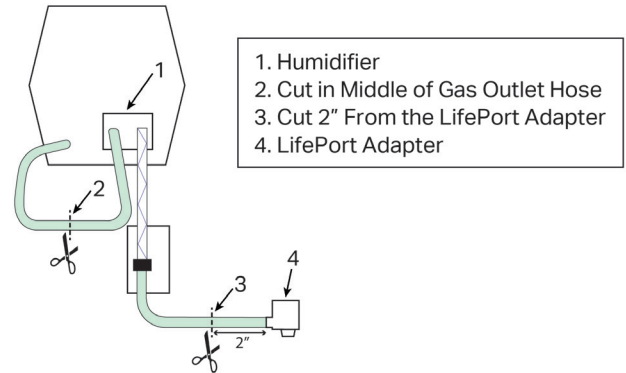 1
1. Humidifier
2. Cut in Middle of Gas Outlet Hose
3. Cut 2” From the LifePort Adapter
4. LifePort Adapter
2
3
4
2”